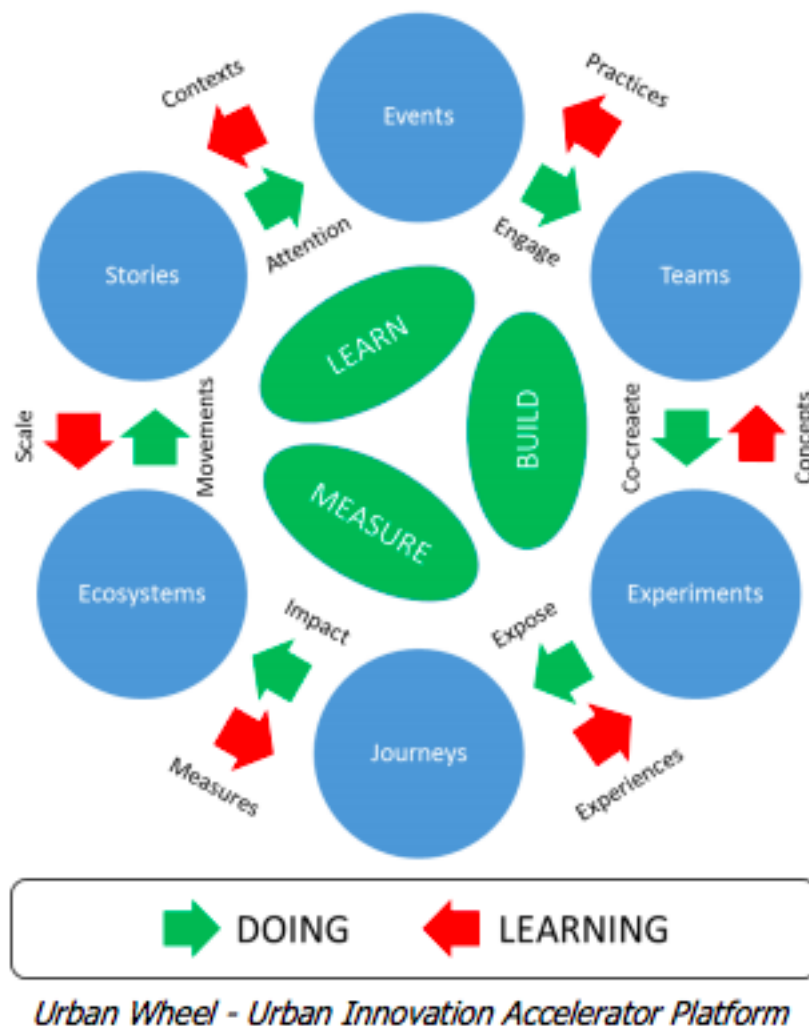 Contexts
Events
Practices
Attention
Engage
Stories
Teams
LEARN
BUILD
MEASURE
Scale
Movements
Co-creaete
Concepts
Ecosystems
Experiments
Impact
Expose
Measures
Journeys
Experiences
DOING
LEARNING
Urban Wheel - Urban Innovation Accelerator Platform